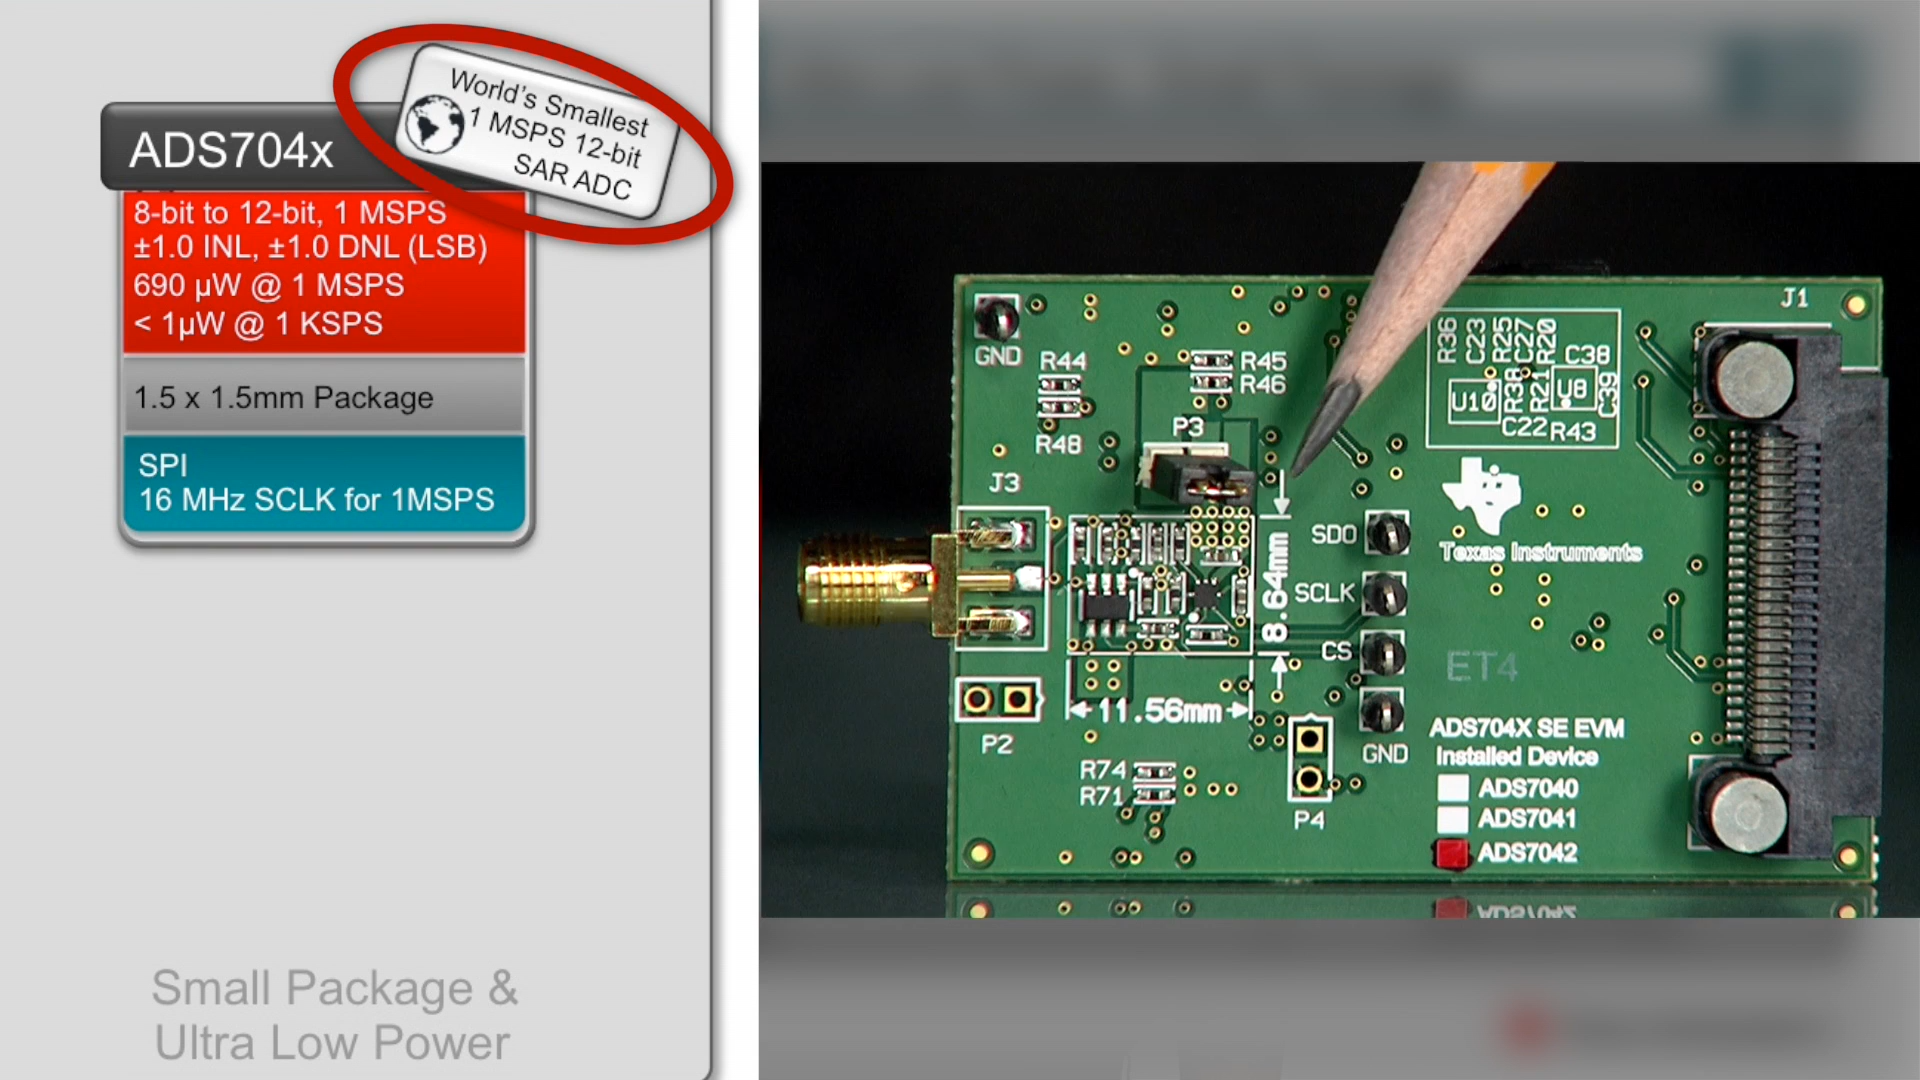 World's Smallest
1 MSPS 12-bit
SAR ADC
ADS704x
8-bit to 12-bit, 1 MSPS
±1.0 INL, ±1.0 DNL (LSB)
690 µW @ 1 MSPS
< 1µW @ 1 KSPS
1.5 x 1.5mm Package
SPI
16 MHz SCLK for 1MSPS
Small Package &
Ultra Low Power
J1
GND
R44
R45
R46
R48
P3
J3
R36
C23
R25
C27
R20
C38
U10
R38
R21
U8
C39
C22
R43
Texas Instruments
SDO
SCLK
CS
GND
8.64mm
11.56mm
ET4
P2
R74
R71
P4
ADS704X SE EVM
Installed Device
ADS7040
ADS7041
ADS7042